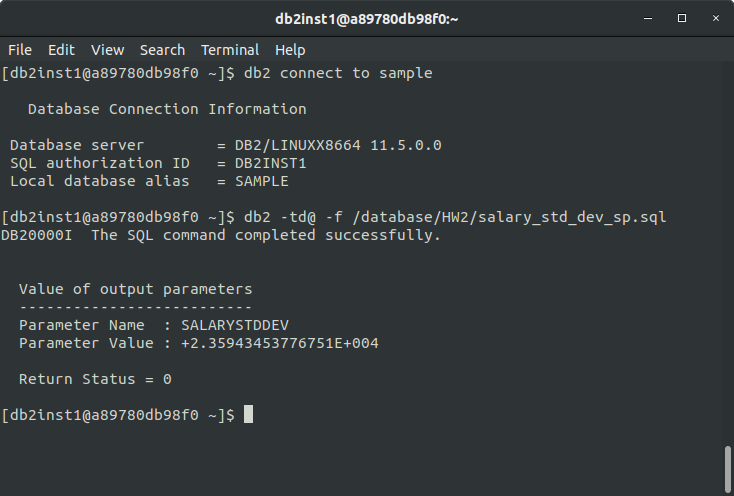 db2inst1@a89780db98f0:~
File Edit View Search Terminal Help
[db2inst1@a89780db98f0 ~]$ db2 connect to sample
Database Connection Information
Database server = DB2/LINUXX8664 11.5.0.0
SQL authorization ID = DB2INST1
Local database alias = SAMPLE
[db2inst1@a89780db98f0 ~]$ db2 -td@ -f /database/HW2/salary_std_dev_sp.sql
DB20000I The SQL command completed successfully.
Value of output parameters
--------------------------
Parameter Name : SALARYSTDDEV
Parameter Value : +2.35943453776751E+004
Return Status = 0
[db2inst1@a89780db98f0 ~]$